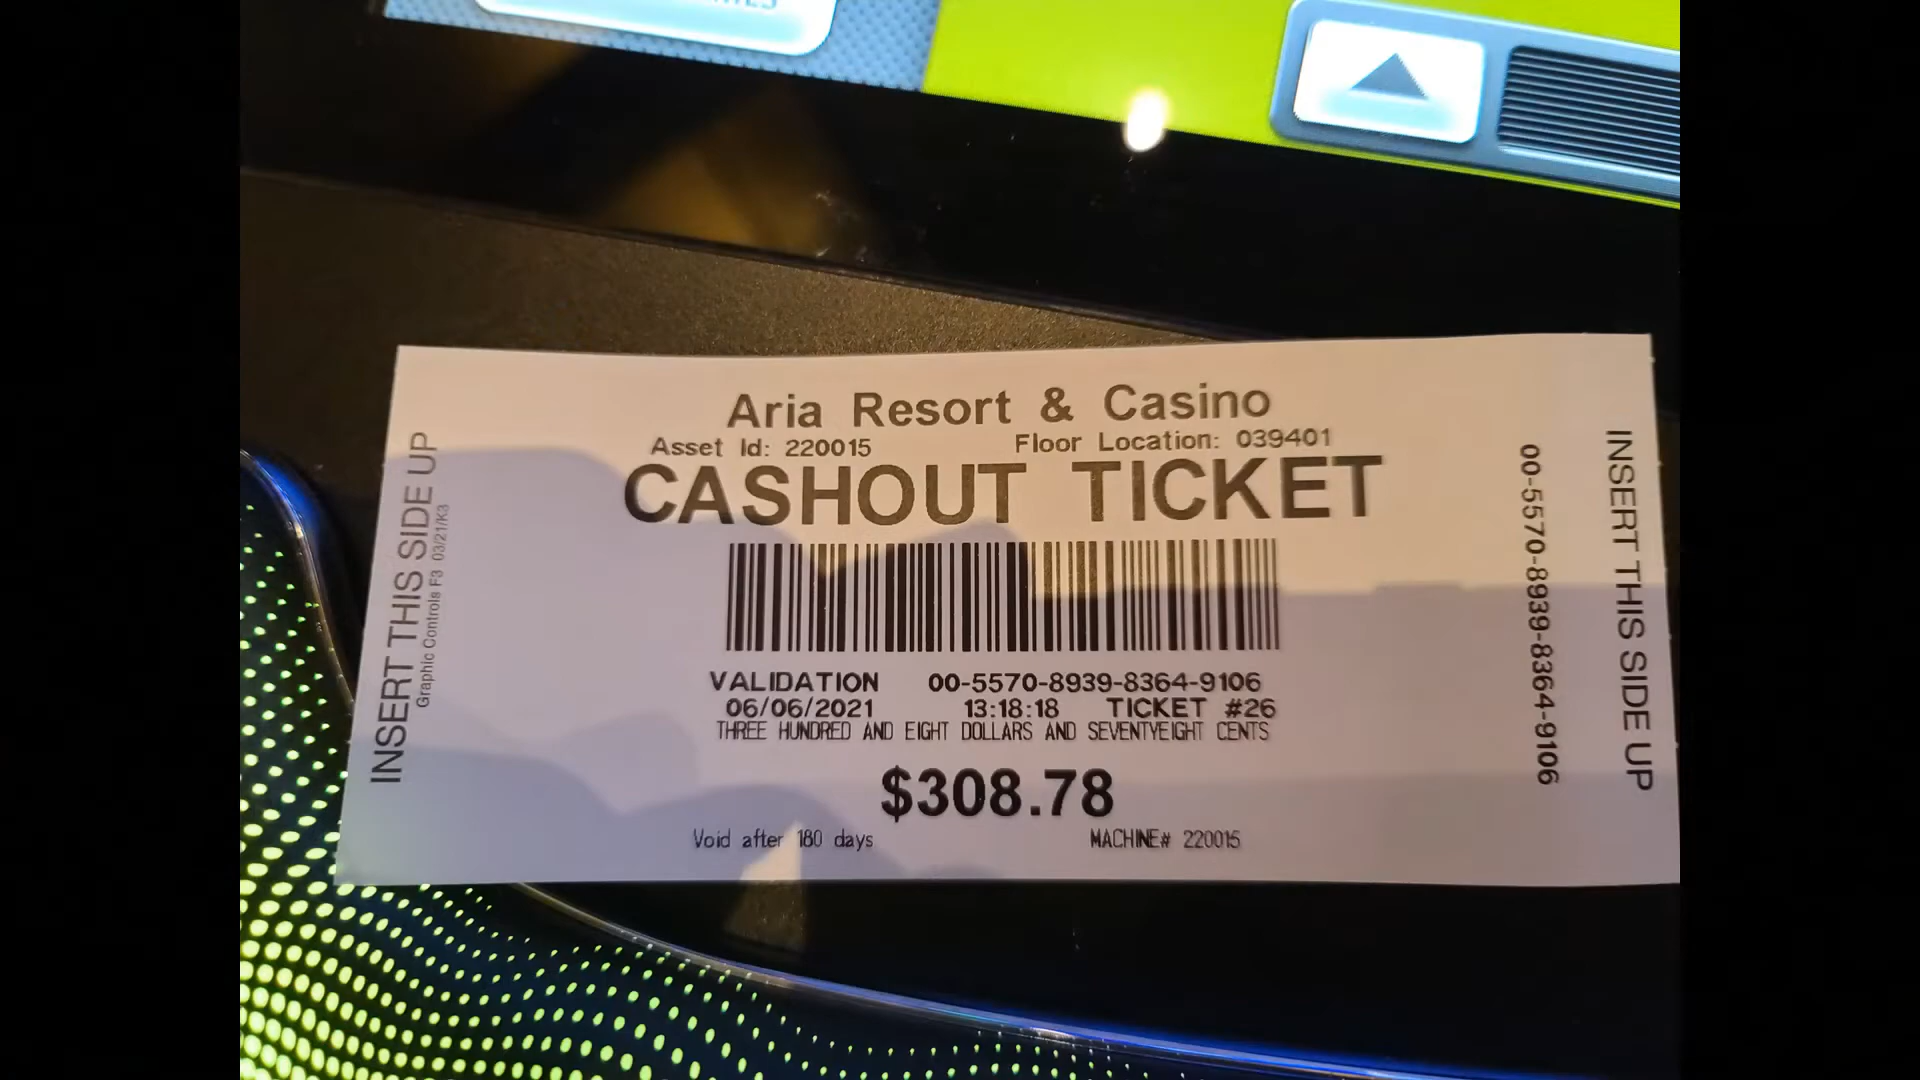 Aria Resort & Casino
Asset Id: 220015 Floor Location: 039401
CASHOUT TICKET
VALIDATION 00-5570-8939-8364-9106
06/06/2021 13:18:18 TICKET #26
THREE HUNDRED AND EIGHT DOLLARS AND SEVENTYEIGHT CENTS
$308.78
Void after 180 days MACHINE# 220015
INSERT THIS SIDE UP
Graphic Controls F3 03/21/K3
00-5570-8939-8364-9106
INSERT THIS SIDE UP